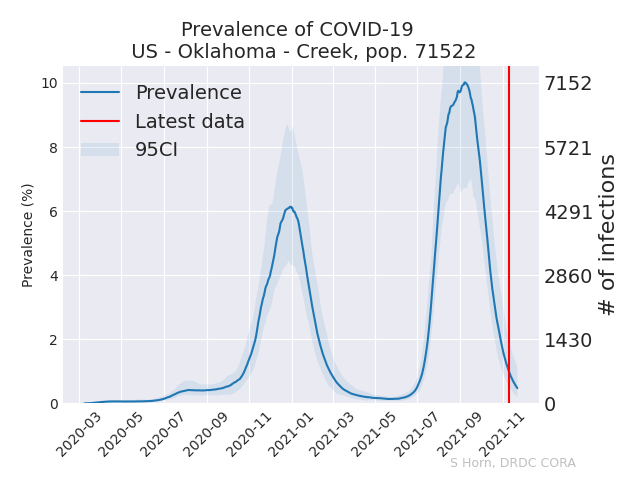 Prevalence of COVID-19
US - Oklahoma - Creek, pop. 71522
Prevalence
Latest data
95CI
Prevalence (%)
10
8
6
4
2
0
7152
5721
4291
2860
1430
0
# of infections
2020-03
2020-05
2020-07
2020-09
2020-11
2021-01
2021-03
2021-05
2021-07
2021-09
2021-11
S Horn, DRDC CORA